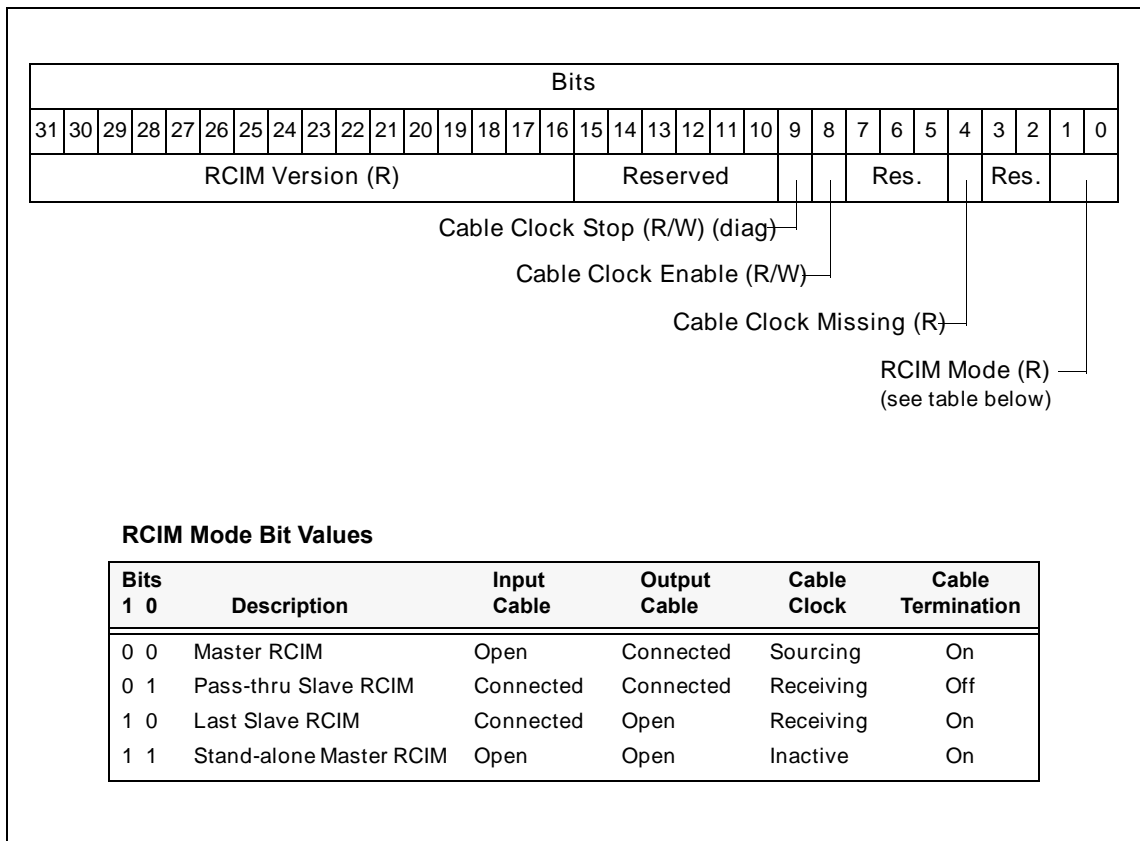 Bits
31 30 29 28 27 26 25 24 23 22 21 20 19 18 17 16 15 14 13 12 11 10 9 8 7 6 5 4 3 2 1 0
RCIM Version (R) Reserved Res. Res.
Cable Clock Stop (R/W) (diag)
Cable Clock Enable (R/W)
Cable Clock Missing (R)
RCIM Mode (R)
(see table below)
RCIM Mode Bit Values
Bits Input Output Cable Cable
1 0 Description Cable Cable Clock Termination
0 0 Master RCIM Open Connected Sourcing On
0 1 Pass-thru Slave RCIM Connected Connected Receiving Off
1 0 Last Slave RCIM Connected Open Receiving On
1 1 Stand-alone Master RCIM Open Open Inactive On